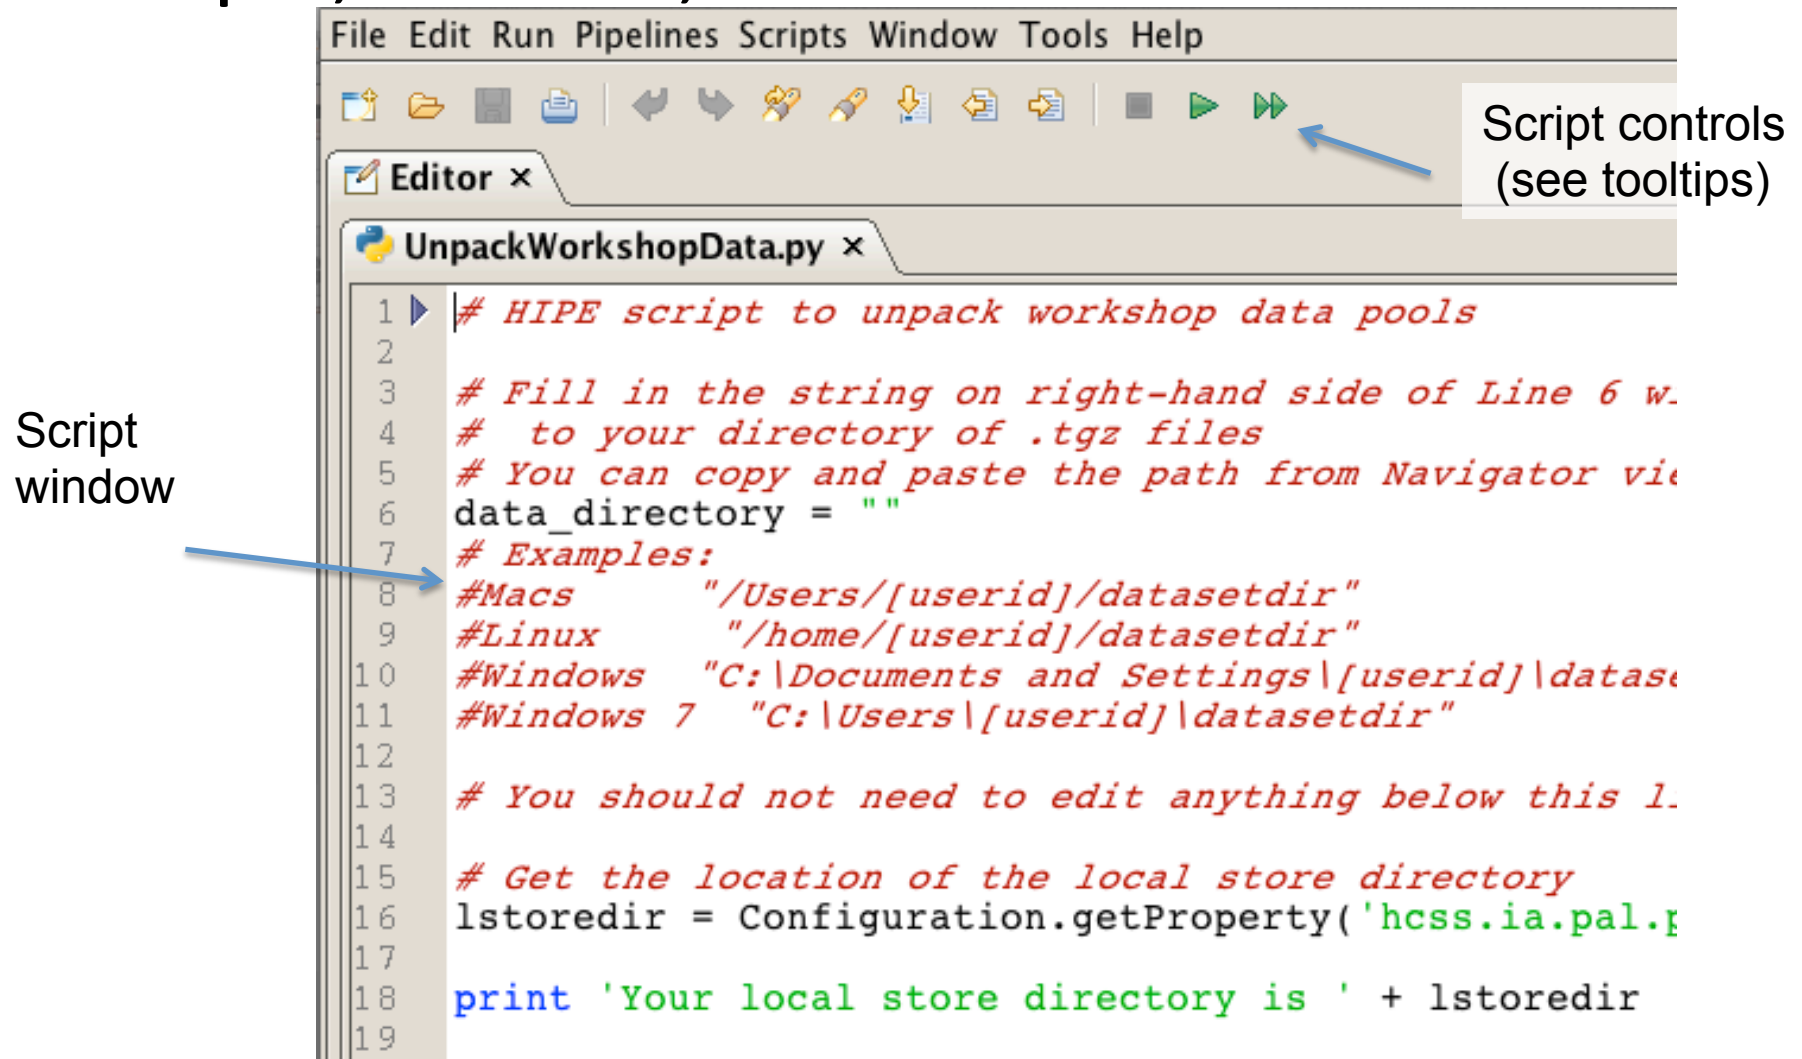 File Edit Run Pipelines Scripts Window Tools Help
Script controls
(see tooltips)
Editor ×
UnpackWorkshopData.py ×
Script
window
1 # HIPE script to unpack workshop data pools
2
3 # Fill in the string on right-hand side of Line 6
4 #  to your directory of .tgz files
5 # You can copy and paste the path from Navigator
6 data_directory = ""
7 # Examples:
8 #Macs      "/Users/[userid]/datasetdir"
9 #Linux      "/home/[userid]/datasetdir"
10 #Windows   "C:\Documents and Settings\[userid]\datase
11 #Windows 7  "C:\Users\[userid]\datasetdir"
12
13 # You should not need to edit anything below this
14
15 # Get the location of the local store directory
16 lstoredir = Configuration.getProperty('hcss.ia.pal.p
17
18 print 'Your local store directory is ' + lstoredir
19